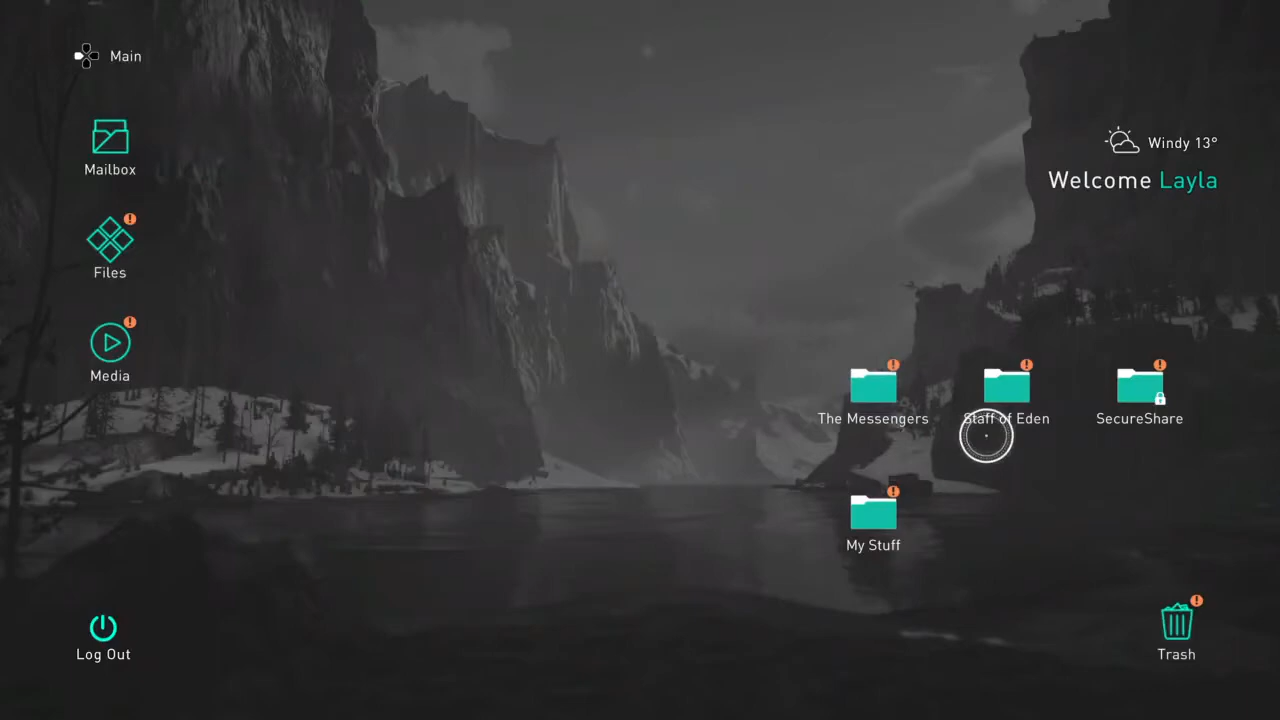 Main
Mailbox
Files
Media
Windy 13°
Welcome Layla
The Messengers
Staff of Eden
SecureShare
My Stuff
Log Out
Trash